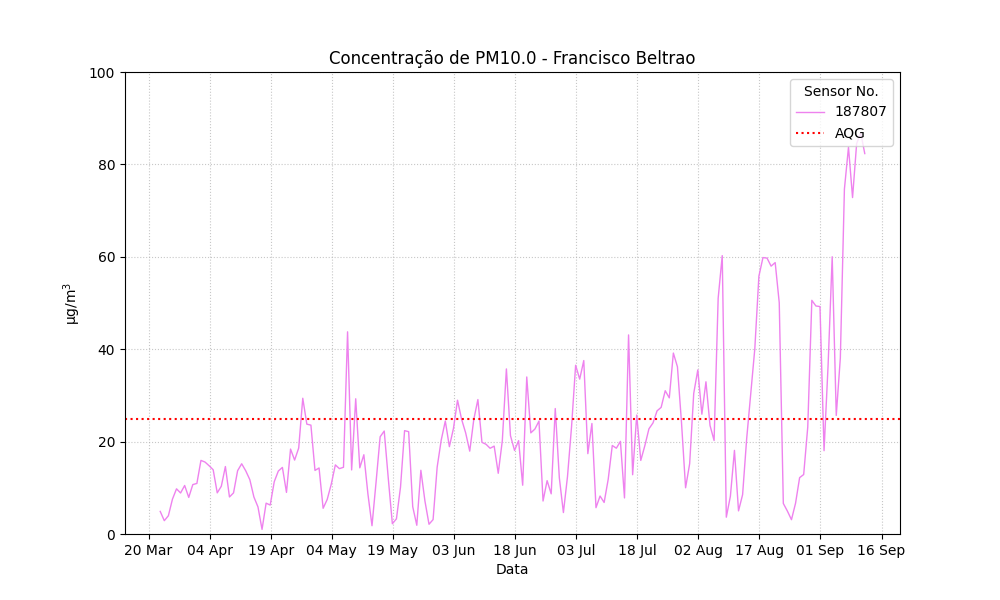 Concentração de PM10.0 - Francisco Beltrao
Sensor No.
187807
AQG
100
80
60
40
20
0
µg/m³
20 Mar 04 Apr 19 Apr 04 May 19 May 03 Jun 18 Jun 03 Jul 18 Jul 02 Aug 17 Aug 01 Sep 16 Sep
Data